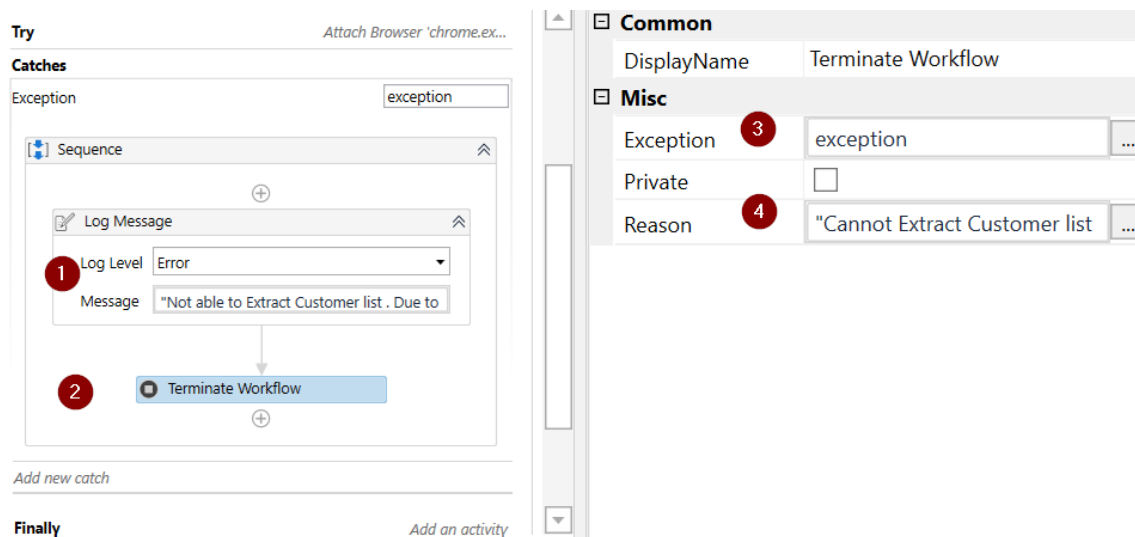 Try Attach Browser 'chrome.ex...
Catches
Exception exception
Sequence
Log Message
1 Log Level Error
Message "Not able to Extract Customer list . Due to
2 Terminate Workflow
Add new catch
Finally Add an activity
Common
DisplayName Terminate Workflow
Misc
Exception 3 exception ...
Private
Reason 4 "Cannot Extract Customer list ...